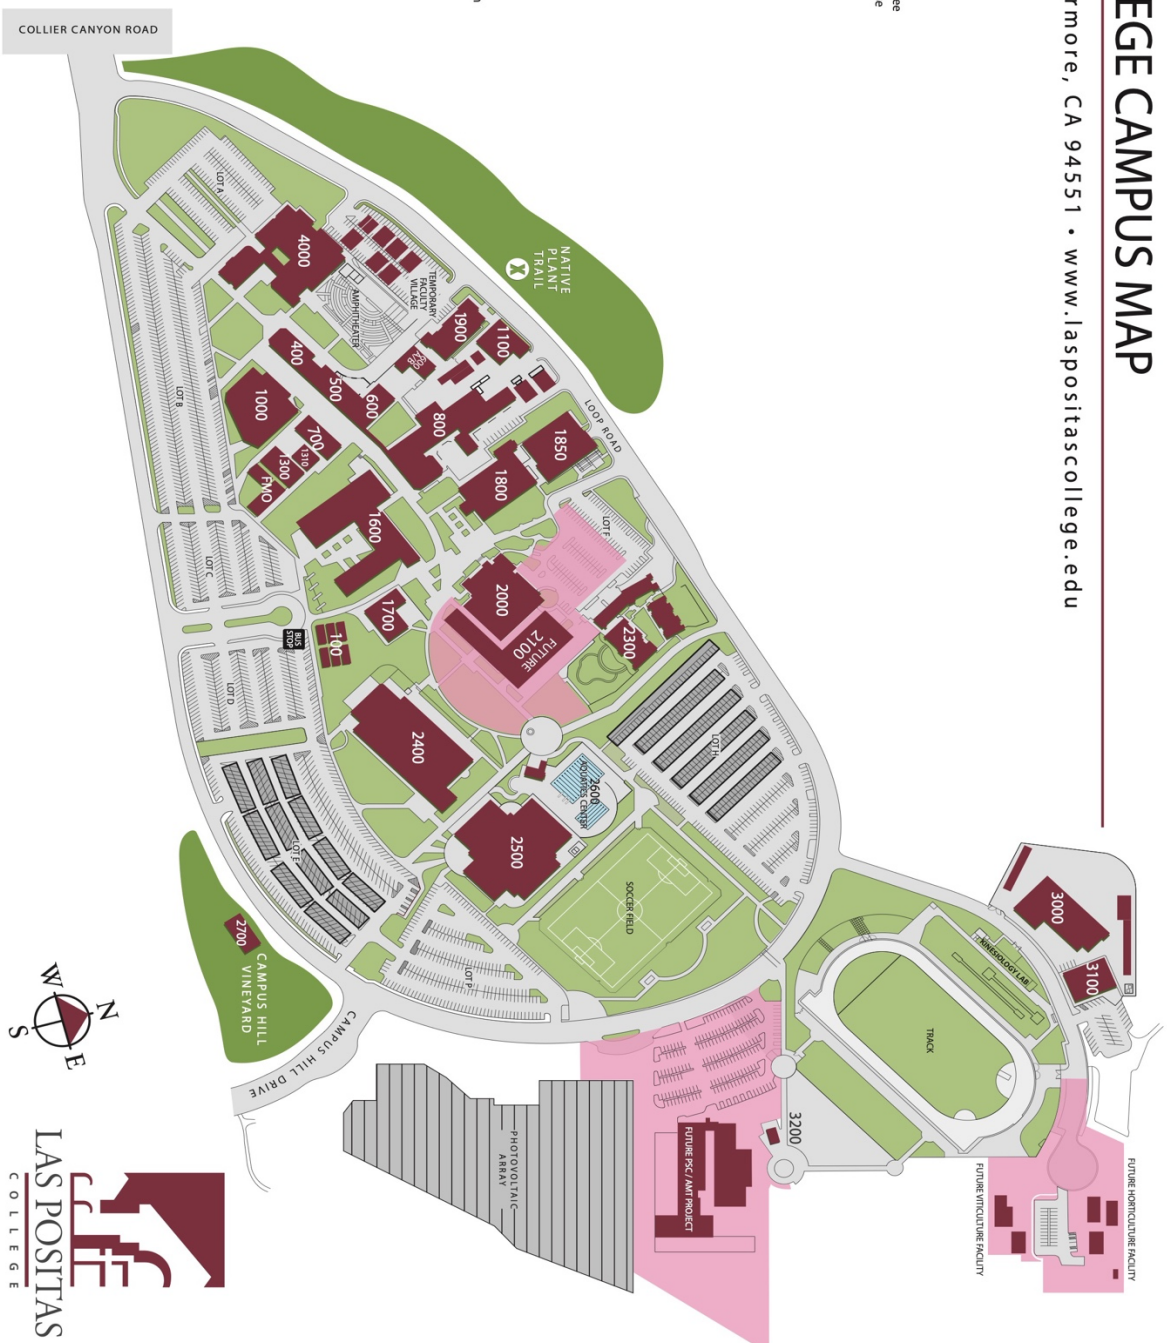 EGE CAMPUS MAP
rmore, CA 94551 • www.laspositascollege.edu
ee
e
COLLIER CANYON ROAD
NATIVE
PLANT
TRAIL
X
LOOP ROAD
LOT A
4000
TEMPORARY
FACULTY
VILLAGE
AMPHITHEATER
1900
1100
400
500
600
800
1850
1800
LOT F
LOT B
1000
700
1310
1300
FMO
1600
LOT C
1700
100
BUS
STOP
LOT D
2000
FUTURE
2100
2300
LOT H
2400
2600
AQUATICS CENTER
2500
SOCCER FIELD
LOT E
LOT P
2700
CAMPUS HILL
VINEYARD
CAMPUS HILL DRIVE
3000
3100
KINESIOLOGY LAB
TRACK
3200
PHOTOVOLTAIC
ARRAY
FUTURE PSC / AMT PROJECT
FUTURE VITICULTURE FACILITY
FUTURE HORTICULTURE FACILITY
N
W
E
S
LAS POSITAS
COLLEGE